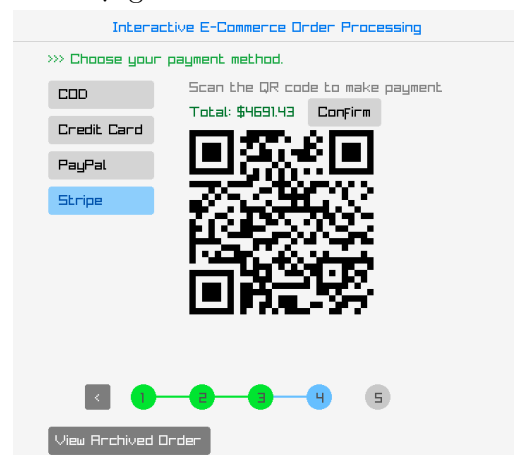 Interactive E-Commerce Order Processing
>>> Choose your payment method.
COD
Credit Card
PayPal
Stripe
Scan the QR code to make payment
Total: $4691.43
Confirm
<
1
2
3
4
5
View Archived Order